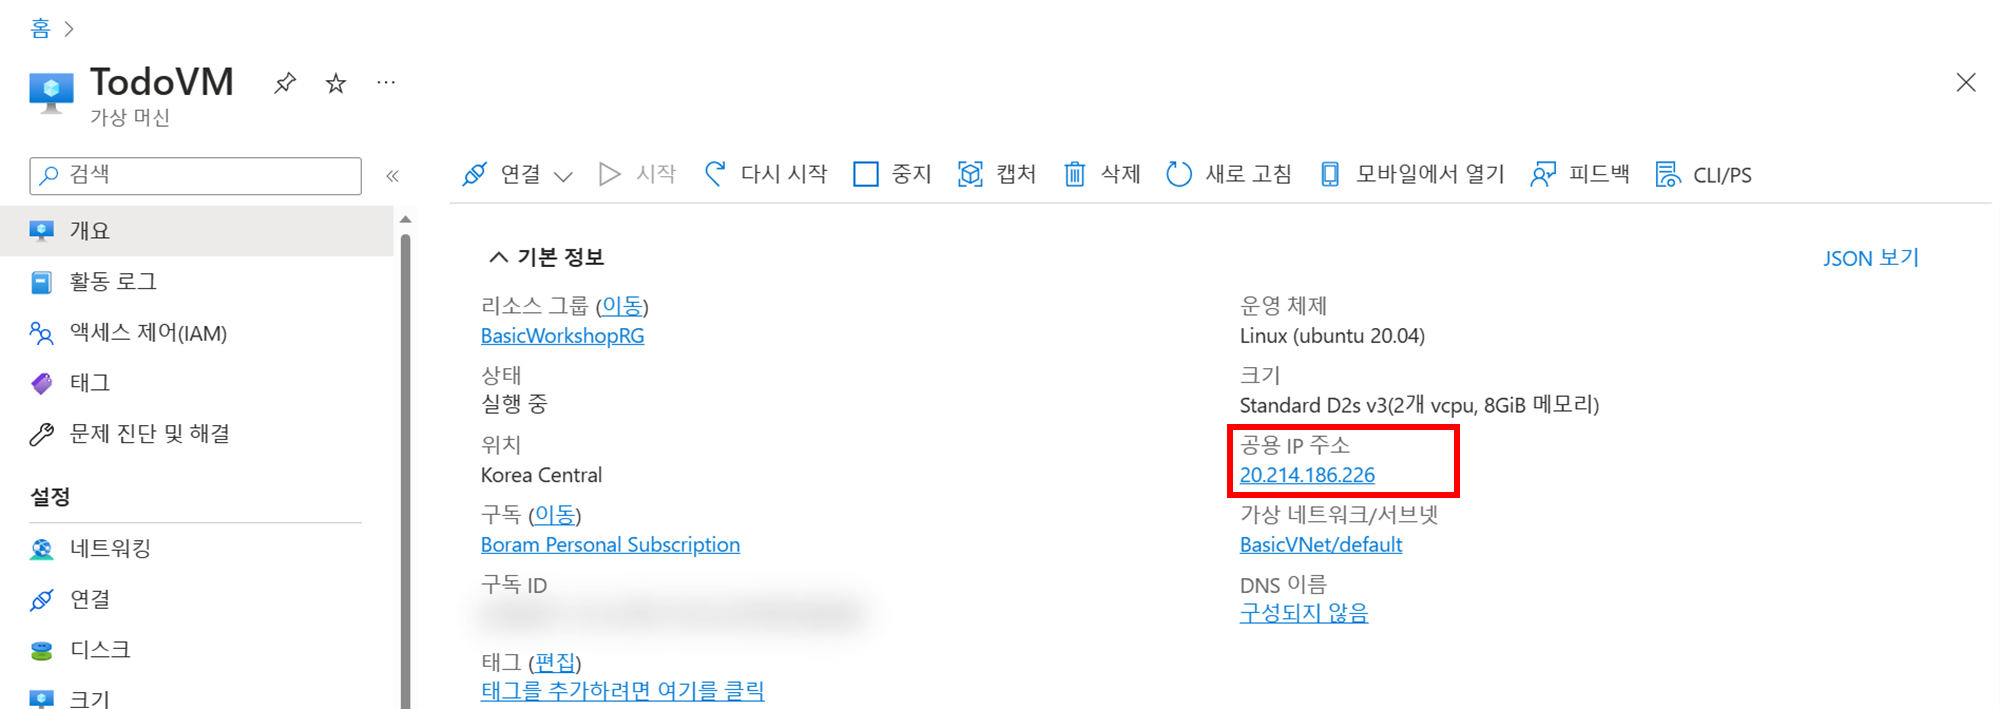 홈
TodoVM
가상 머신
검색
개요
활동 로그
액세스 제어(IAM)
태그
문제 진단 및 해결
설정
네트워킹
연결
디스크
크기
연결 시작 다시 시작 중지 캡처 삭제 새로 고침 모바일에서 열기 피드백 CLI/PS
기본 정보
JSON 보기
리소스 그룹 (이동)
BasicWorkshopRG
상태
실행 중
위치
Korea Central
구독 (이동)
Boram Personal Subscription
구독 ID
태그 (편집)
태그를 추가하려면 여기를 클릭
운영 체제
Linux (ubuntu 20.04)
크기
Standard D2s v3(2개 vcpu, 8GiB 메모리)
공용 IP 주소
20.214.186.226
가상 네트워크/서브넷
BasicVNet/default
DNS 이름
구성되지 않음